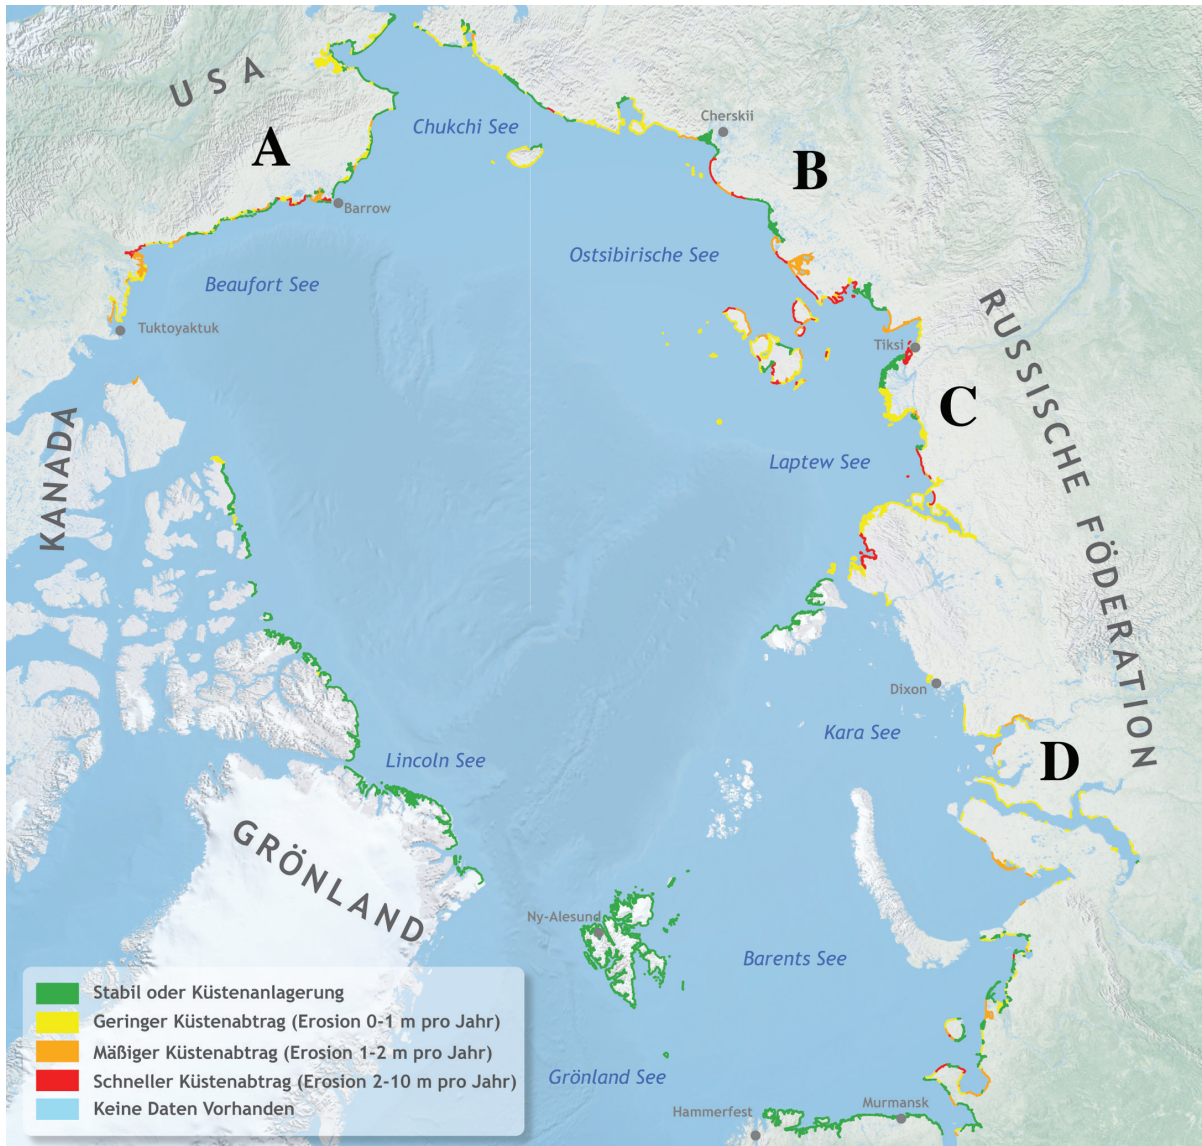 USA
Chukchi See
Cherskii
A
B
Barrow
Ostsibirische See
Beaufort See
Tuktoyaktuk
Tiksi
RUSSISCHE FÖDERATION
C
KANADA
Laptew See
Dixon
Kara See
Lincoln See
D
GRÖNLAND
Ny-Alesund
Barents See
Stabil oder Küstenanlagerung
Geringer Küstenabtrag (Erosion 0-1 m pro Jahr)
Mäßiger Küstenabtrag (Erosion 1-2 m pro Jahr)
Schneller Küstenabtrag (Erosion 2-10 m pro Jahr)
Keine Daten Vorhanden
Grönland See
Hammerfest
Murmansk